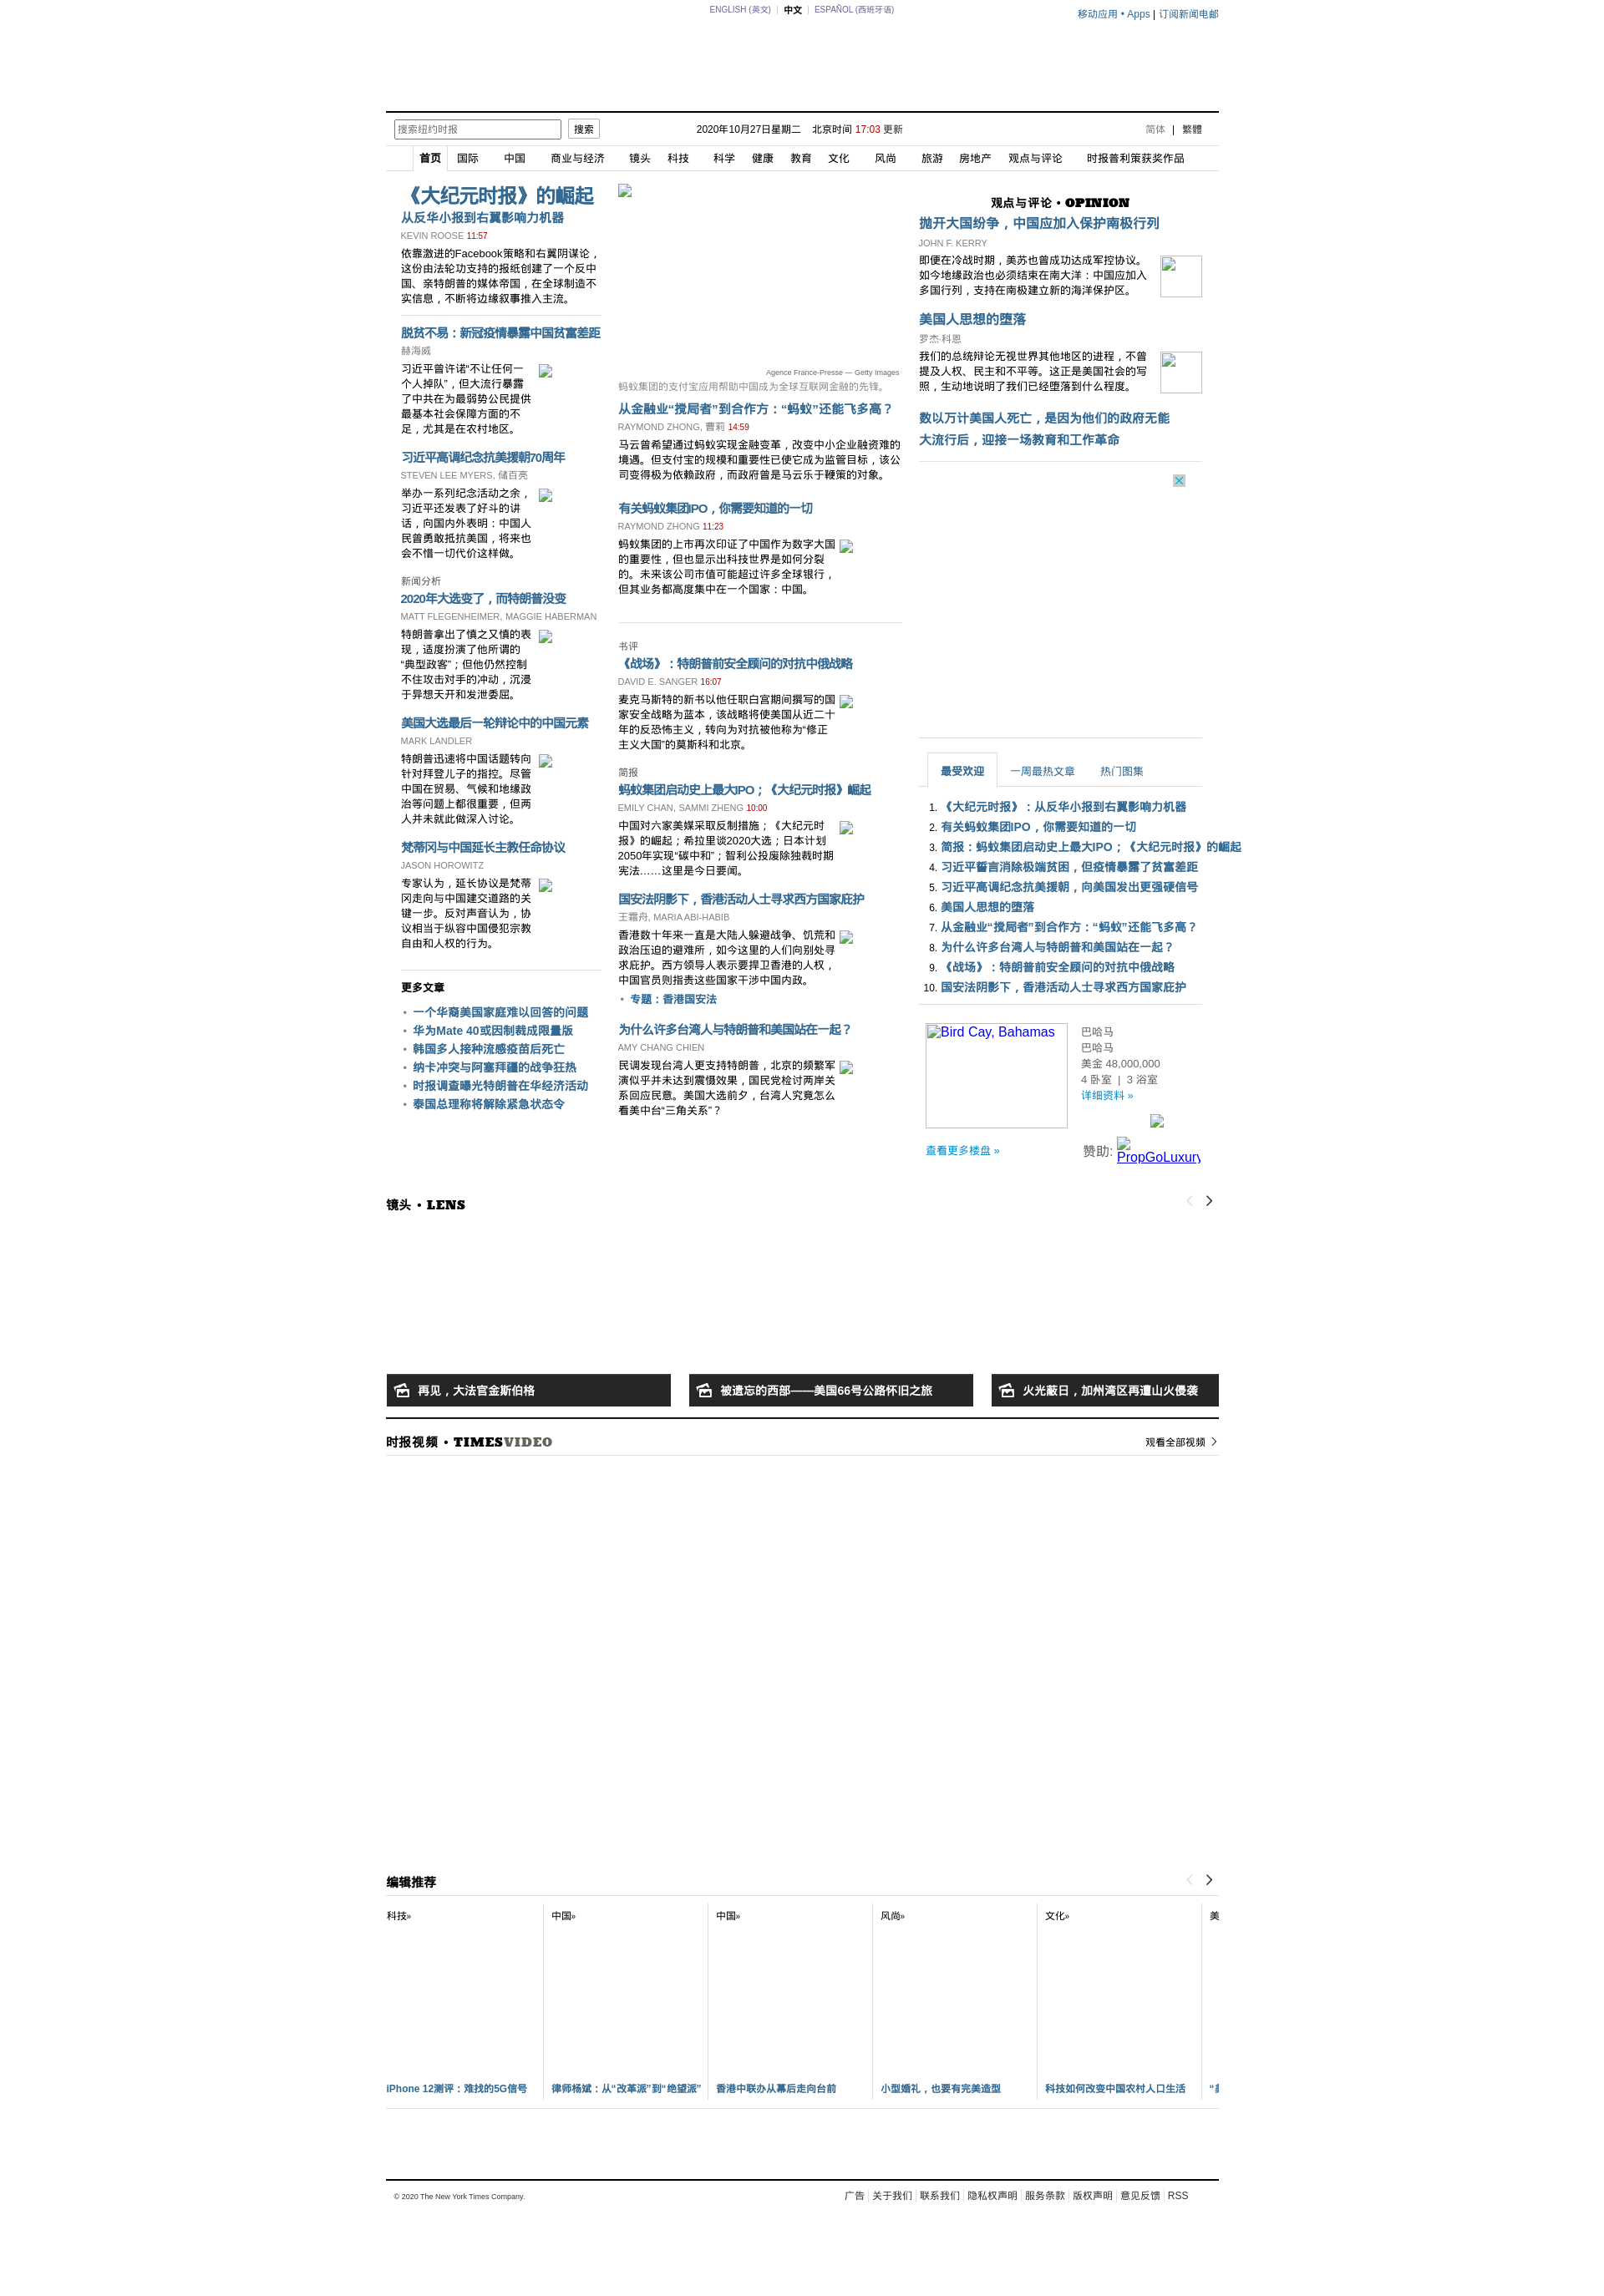 ENGLISH (英文) 中文 ESPAÑOL (西班牙语)
移动应用 • Apps | 订阅新闻电邮
搜索纽约时报 搜索 2020年10月27日星期二 北京时间 17:03 更新 简体 | 繁體
首页 国际 中国 商业与经济 镜头 科技 科学 健康 教育 文化 风尚 旅游 房地产 观点与评论 时报普利策获奖作品
《大纪元时报》的崛起
从反华小报到右翼影响力机器
KEVIN ROOSE 11:57
依靠激进的Facebook策略和右翼阴谋论，
这份由法轮功支持的报纸创建了一个反中
国、亲特朗普的媒体帝国，在全球制造不
实信息，不断将边缘叙事推入主流。
脱贫不易：新冠疫情暴露中国贫富差距
赫海威
习近平曾许诺“不让任何一
个人掉队”，但大流行暴露
了中共在为最弱势公民提供
最基本社会保障方面的不
足，尤其是在农村地区。
习近平高调纪念抗美援朝70周年
STEVEN LEE MYERS, 储百亮
举办一系列纪念活动之余，
习近平还发表了好斗的讲
话，向国内外表明：中国人
民曾勇敢抵抗美国，将来也
会不惜一切代价这样做。
新闻分析
2020年大选变了，而特朗普没变
MATT FLEGENHEIMER, MAGGIE HABERMAN
特朗普拿出了慎之又慎的表
现，适度扮演了他所谓的
“典型政客”；但他仍然控制
不住攻击对手的冲动，沉浸
于异想天开和发泄委屈。
美国大选最后一轮辩论中的中国元素
MARK LANDLER
特朗普迅速将中国话题转向
针对拜登儿子的指控。尽管
中国在贸易、气候和地缘政
治等问题上都很重要，但两
人并未就此做深入讨论。
梵蒂冈与中国延长主教任命协议
JASON HOROWITZ
专家认为，延长协议是梵蒂
冈走向与中国建交道路的关
键一步。反对声音认为，协
议相当于纵容中国侵犯宗教
自由和人权的行为。
更多文章
• 一个华裔美国家庭难以回答的问题
• 华为Mate 40或因制裁成限量版
• 韩国多人接种流感疫苗后死亡
• 纳卡冲突与阿塞拜疆的战争狂热
• 时报调查曝光特朗普在华经济活动
• 泰国总理称将解除紧急状态令
Agence France-Presse — Getty Images
蚂蚁集团的支付宝应用帮助中国成为全球互联网金融的先锋。
从金融业“搅局者”到合作方：“蚂蚁”还能飞多高？
RAYMOND ZHONG, 曹莉 14:59
马云曾希望通过蚂蚁实现金融变革，改变中小企业融资难的
境遇。但支付宝的规模和重要性已使它成为监管目标，该公
司变得极为依赖政府，而政府曾是马云乐于鞭策的对象。
有关蚂蚁集团IPO，你需要知道的一切
RAYMOND ZHONG 11:23
蚂蚁集团的上市再次印证了中国作为数字大国
的重要性，但也显示出科技世界是如何分裂
的。未来该公司市值可能超过许多全球银行，
但其业务都高度集中在一个国家：中国。
书评
《战场》：特朗普前安全顾问的对抗中俄战略
DAVID E. SANGER 16:07
麦克马斯特的新书以他任职白宫期间撰写的国
家安全战略为蓝本，该战略将使美国从近二十
年的反恐怖主义，转向为对抗被他称为“修正
主义大国”的莫斯科和北京。
简报
蚂蚁集团启动史上最大IPO；《大纪元时报》崛起
EMILY CHAN, SAMMI ZHENG 10:00
中国对六家美媒采取反制措施；《大纪元时
报》的崛起；希拉里谈2020大选；日本计划
2050年实现“碳中和”；智利公投废除独裁时期
宪法……这里是今日要闻。
国安法阴影下，香港活动人士寻求西方国家庇护
王霜舟, MARIA ABI-HABIB
香港数十年来一直是大陆人躲避战争、饥荒和
政治压迫的避难所，如今这里的人们向别处寻
求庇护。西方领导人表示要捍卫香港的人权，
中国官员则指责这些国家干涉中国内政。
• 专题：香港国安法
为什么许多台湾人与特朗普和美国站在一起？
AMY CHANG CHIEN
民调发现台湾人更支持特朗普，北京的频繁军
演似乎并未达到震慑效果，国民党检讨两岸关
系回应民意。美国大选前夕，台湾人究竟怎么
看美中台“三角关系”？
观点与评论 • OPINION
抛开大国纷争，中国应加入保护南极行列
JOHN F. KERRY
即便在冷战时期，美苏也曾成功达成军控协议。
如今地缘政治也必须结束在南大洋：中国应加入
多国行列，支持在南极建立新的海洋保护区。
美国人思想的堕落
罗杰·科恩
我们的总统辩论无视世界其他地区的进程，不曾
提及人权、民主和不平等。这正是美国社会的写
照，生动地说明了我们已经堕落到什么程度。
数以万计美国人死亡，是因为他们的政府无能
大流行后，迎接一场教育和工作革命
最受欢迎 一周最热文章 热门图集
1. 《大纪元时报》：从反华小报到右翼影响力机器
2. 有关蚂蚁集团IPO，你需要知道的一切
3. 简报：蚂蚁集团启动史上最大IPO；《大纪元时报》的崛起
4. 习近平誓言消除极端贫困，但疫情暴露了贫富差距
5. 习近平高调纪念抗美援朝，向美国发出更强硬信号
6. 美国人思想的堕落
7. 从金融业“搅局者”到合作方：“蚂蚁”还能飞多高？
8. 为什么许多台湾人与特朗普和美国站在一起？
9. 《战场》：特朗普前安全顾问的对抗中俄战略
10. 国安法阴影下，香港活动人士寻求西方国家庇护
Bird Cay, Bahamas
巴哈马
巴哈马
美金 48,000,000
4 卧室 | 3 浴室
详细资料 »
查看更多楼盘 » 赞助: PropGoLuxury
镜头 • LENS
再见，大法官金斯伯格
被遗忘的西部——美国66号公路怀旧之旅
火光蔽日，加州湾区再遭山火侵袭
时报视频 • TIMESVIDEO 观看全部视频
编辑推荐
科技» 中国» 中国» 风尚» 文化» 美
iPhone 12测评：难找的5G信号 律师杨斌：从“改革派”到“绝望派” 香港中联办从幕后走向台前 小型婚礼，也要有完美造型 科技如何改变中国农村人口生活
© 2020 The New York Times Company.
广告 关于我们 联系我们 隐私权声明 服务条款 版权声明 意见反馈 RSS